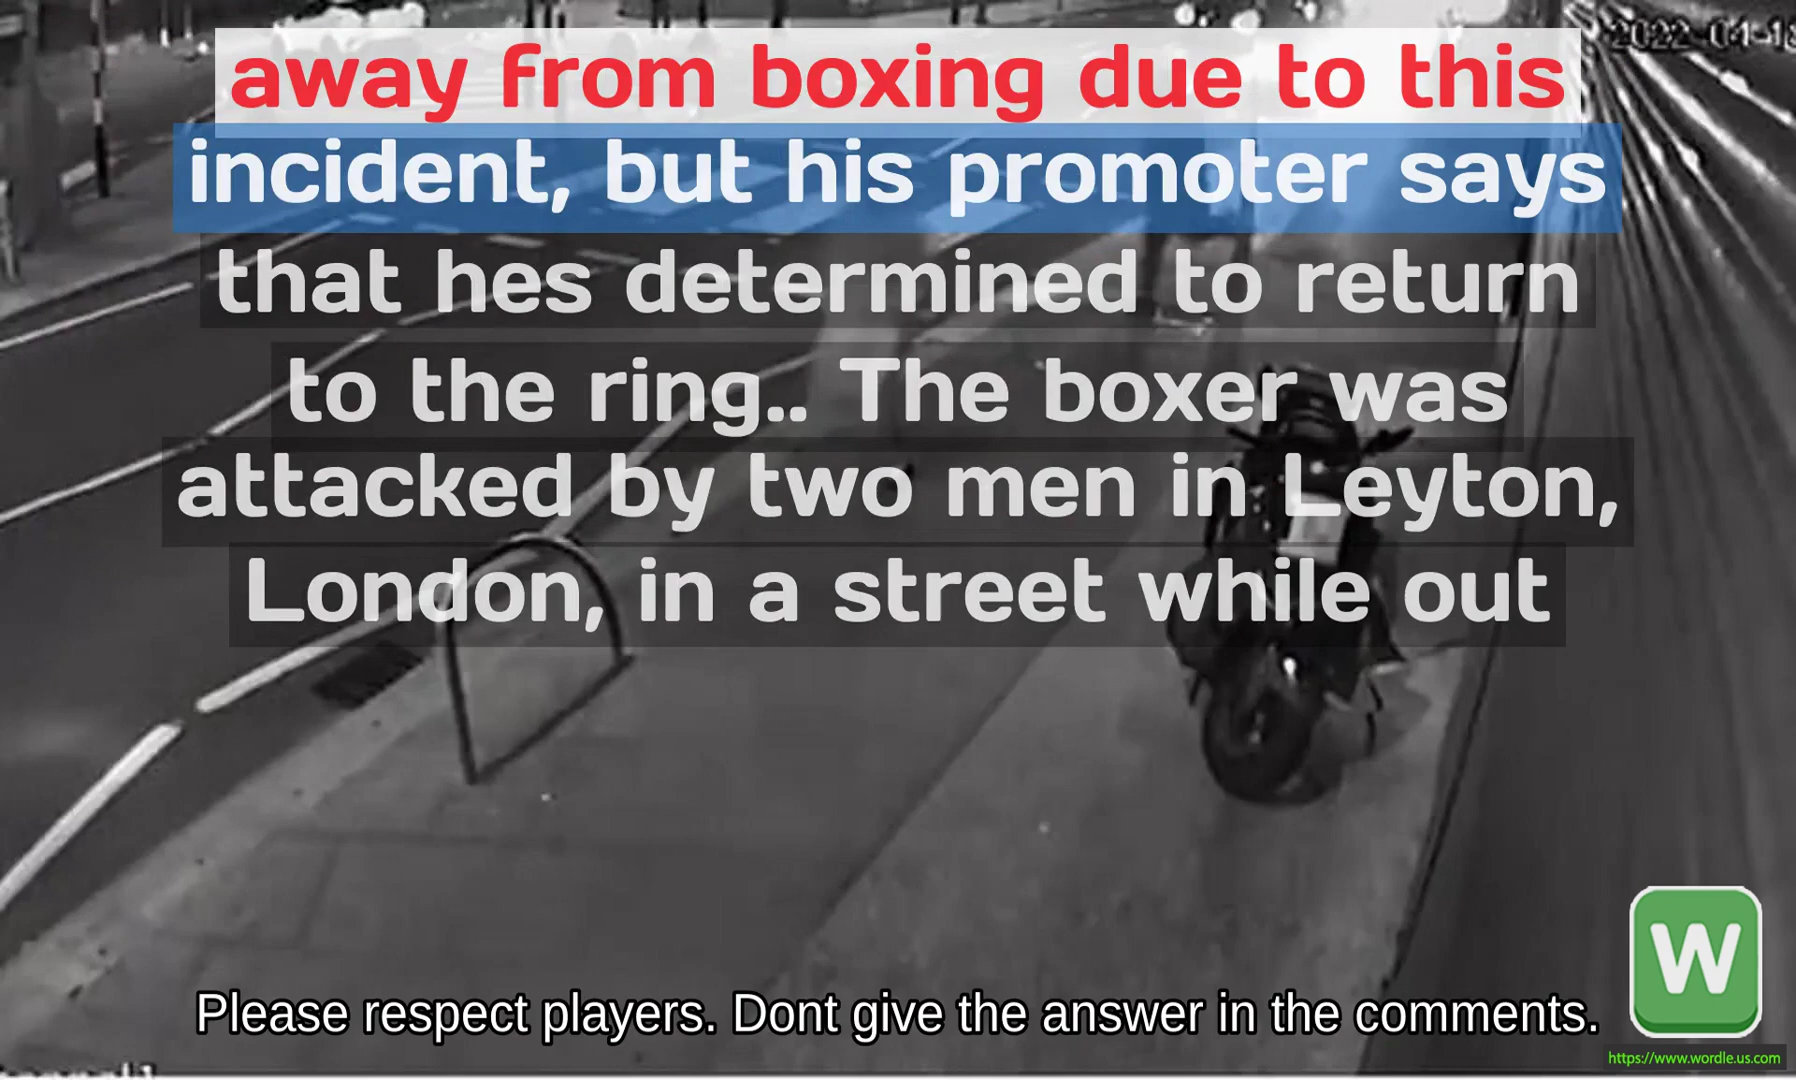 away from boxing due to this
incident, but his promoter says
that hes determined to return
to the ring.. The boxer was
attacked by two men in Leyton,
London, in a street while out
W
Please respect players. Dont give the answer in the comments.
https://www.wordle.us.com